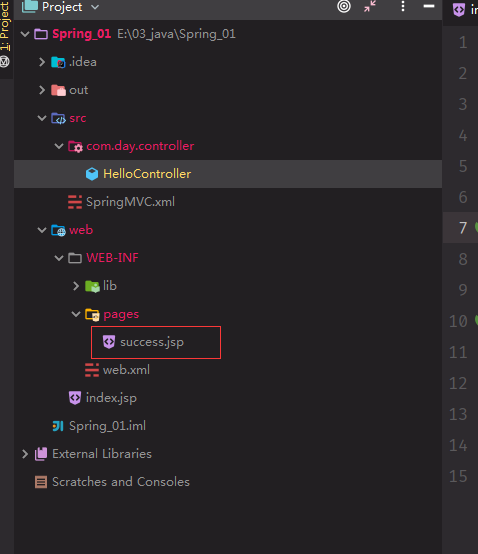 Project
1: Project
Spring_01 E:\03_java\Spring_01
.idea
out
src
com.day.controller
HelloController
SpringMVC.xml
web
WEB-INF
lib
pages
success.jsp
web.xml
index.jsp
Spring_01.iml
External Libraries
Scratches and Consoles
in
1
2
3
4
5
6
7
8
9
10
11
12
13
14
15